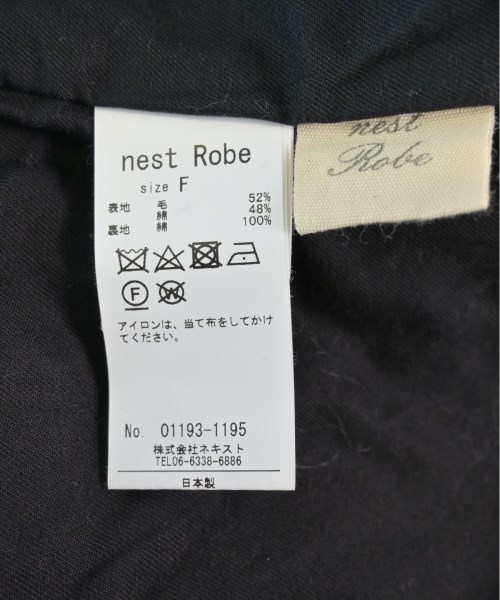 nest Robe
size F
表地 毛 52%
綿 48%
裏地 綿 100%
F W
アイロンは、当て布をしてかけ
てください。
No. 01193-1195
株式会社ネキスト
TEL06-6338-6886
日本製
nest
Robe